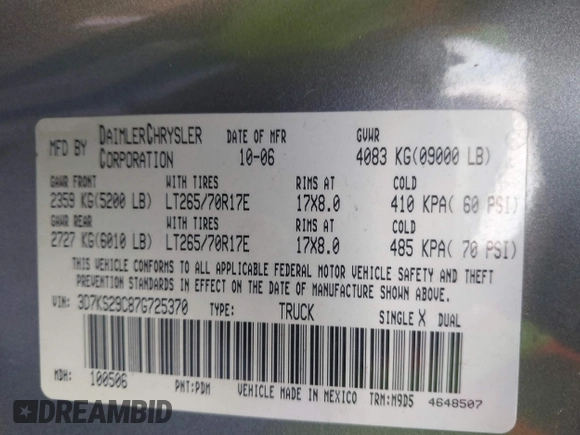 MFD BY DAIMLERCHRYSLER CORPORATION DATE OF MFR 10-06 GVWR 4083 KG(09000 LB)
GAWR FRONT WITH TIRES RIMS AT COLD
2359 KG(5200 LB) LT265/70R17E 17X8.0 410 KPA( 60 PSI)
GAWR REAR WITH TIRES RIMS AT COLD
2727 KG(6010 LB) LT265/70R17E 17X8.0 485 KPA( 70 PSI)
THIS VEHICLE CONFORMS TO ALL APPLICABLE FEDERAL MOTOR VEHICLE SAFETY AND THEFT
PREVENTION STANDARDS IN EFFECT ON THE DATE OF MANUFACTURE SHOWN ABOVE.
VIN: 3D7KS29C87G725370 TYPE: TRUCK SINGLE X DUAL
MDH: 100506 PNT:PDM VEHICLE MADE IN MEXICO TRM:M9D5 4648507
DREAMBID